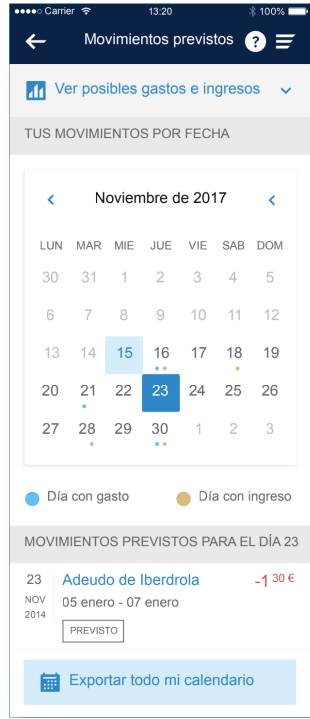 Carrier 13:20 100%
Movimientos previstos ?
Ver posibles gastos e ingresos
TUS MOVIMIENTOS POR FECHA
Noviembre de 2017
LUN MAR MIE JUE VIE SAB DOM
30 31 1 2 3 4 5
6 7 8 9 10 11 12
13 14 15 16 17 18 19
20 21 22 23 24 25 26
27 28 29 30 1 2 3
Día con gasto Día con ingreso
MOVIMIENTOS PREVISTOS PARA EL DÍA 23
23 Adeudo de Iberdrola -1 30 €
NOV 05 enero - 07 enero
2014
PREVISTO
Exportar todo mi calendario